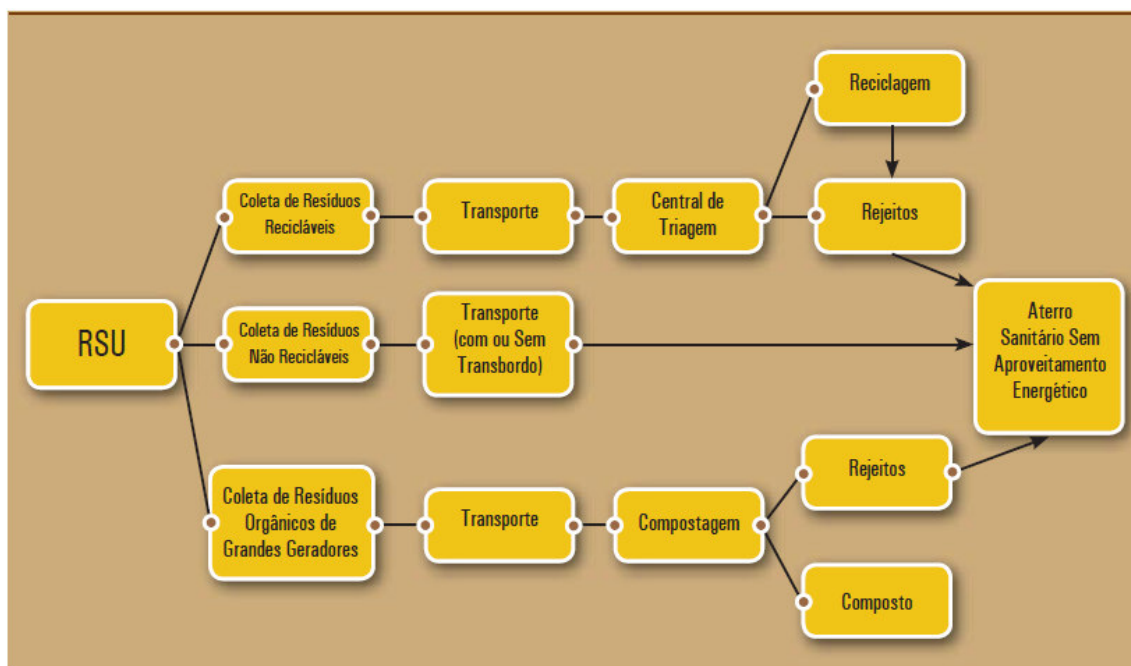 RSU
Coleta de Resíduos
Recicláveis
Transporte
Central de
Triagem
Reciclagem
Rejeitos
Coleta de Resíduos
Não Recicláveis
Transporte
(com ou Sem
Transbordo)
Aterro
Sanitário Sem
Aproveitamento
Energético
Coleta de Resíduos
Orgânicos de
Grandes Geradores
Transporte
Compostagem
Rejeitos
Composto